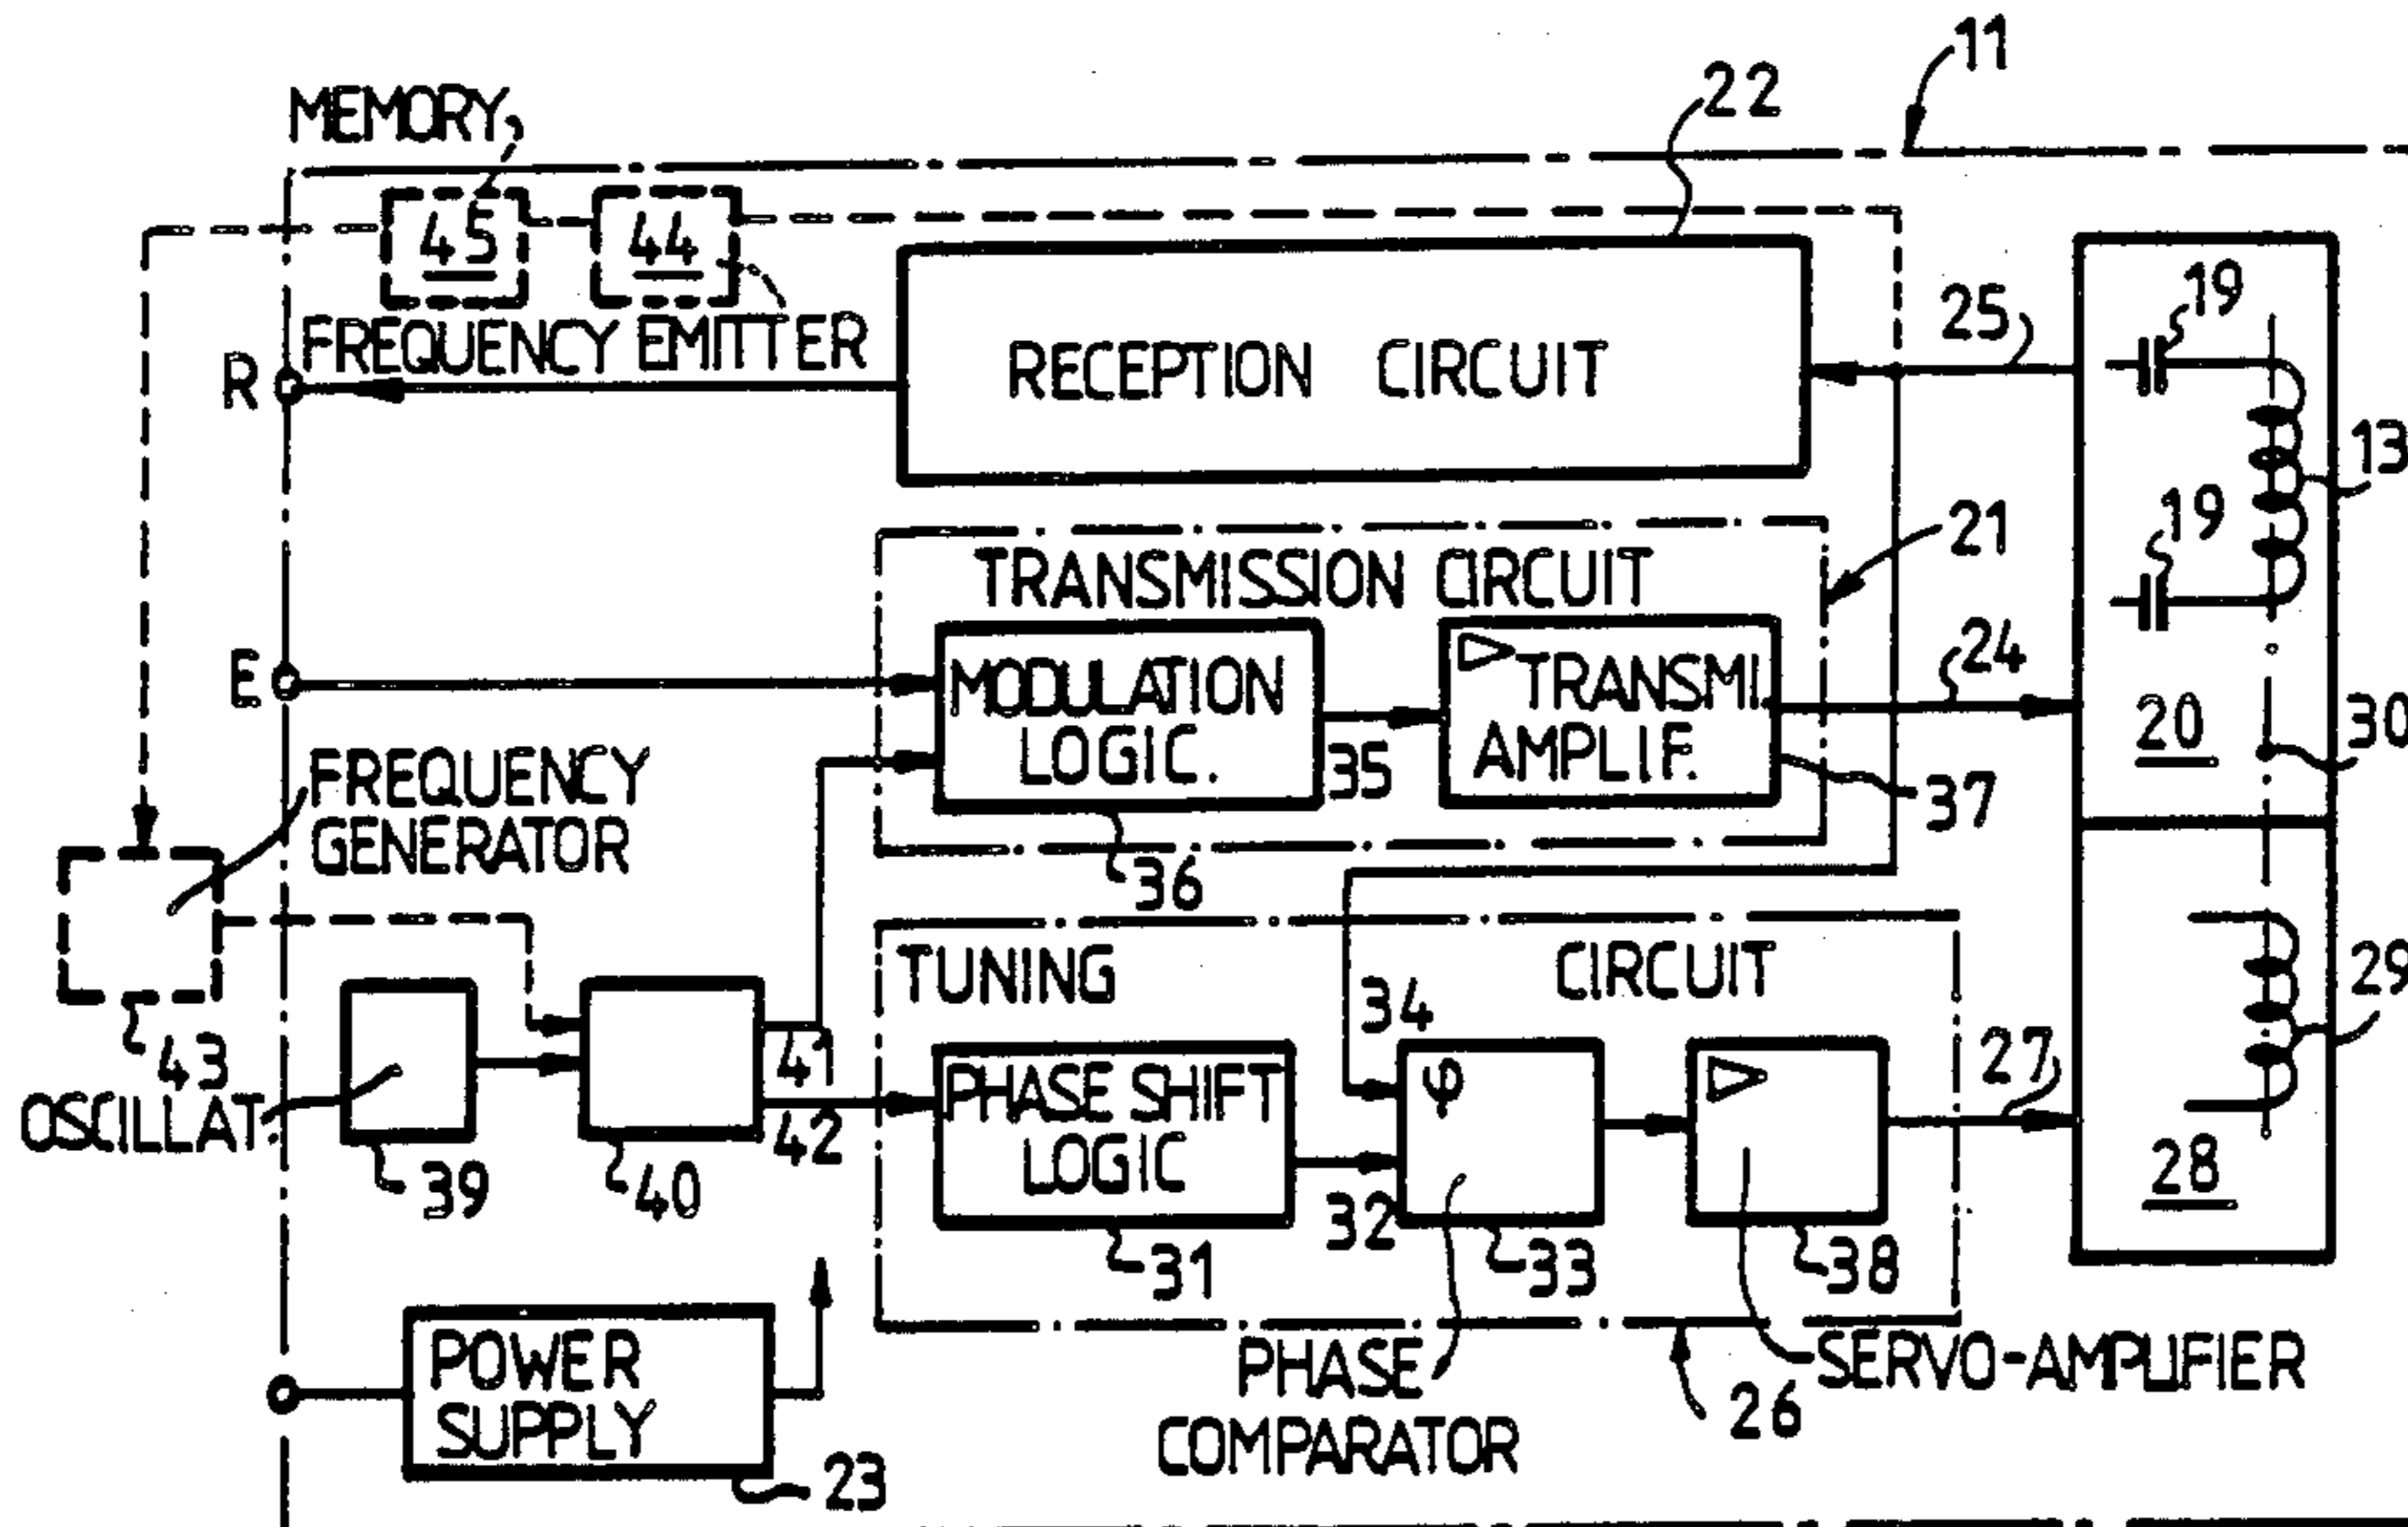 11
22
MEMORY,
45
44
FREQUENCY EMITTER
R
RECEPTION CIRCUIT
25
19
13
19
21
TRANSMISSION CIRCUIT
E
MODULATION
LOGIC.
35
TRANSMI.
AMPLIF.
24
20
30
37
36
FREQUENCY
GENERATOR
43
TUNING CIRCUIT
34
29
OSCILLAT.
39
40
41
42
PHASE SHIFT
LOGIC
31
32
φ
33
38
27
28
POWER
SUPPLY
23
PHASE
COMPARATOR
26
SERVO-AMPLIFIER